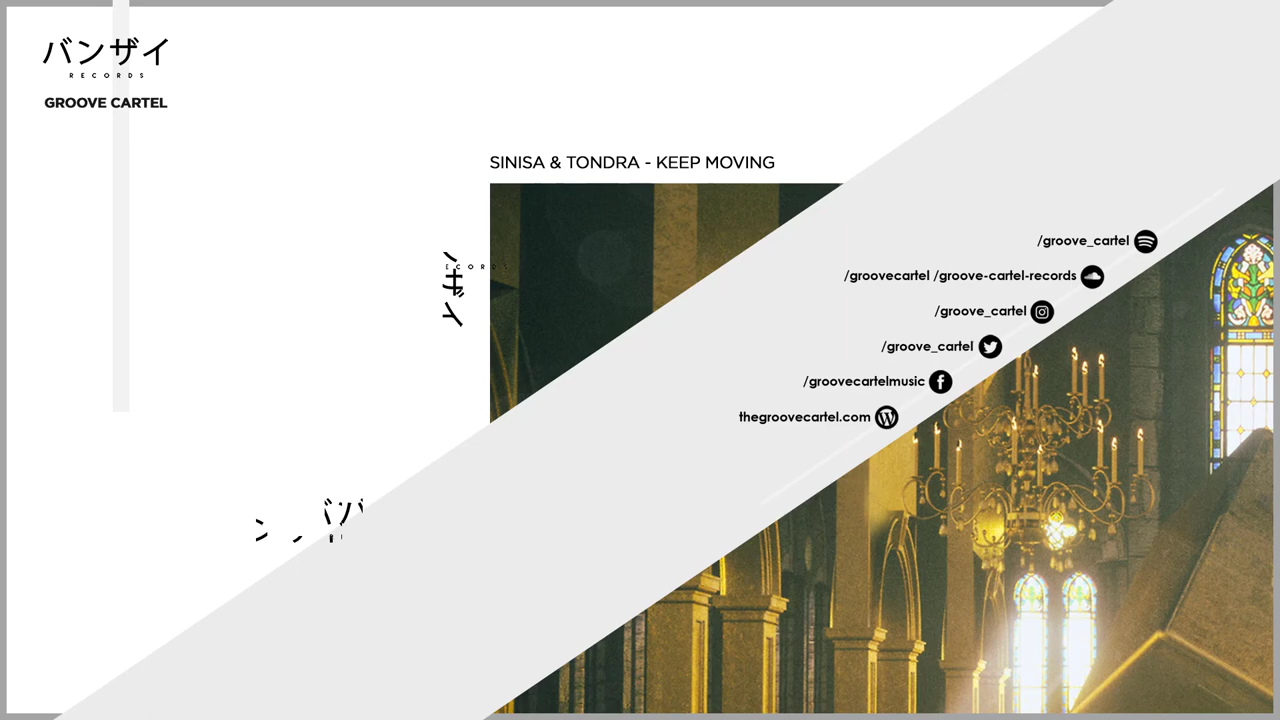 バンザイ
RECORDS
GROOVE CARTEL
SINISA & TONDRA - KEEP MOVING
/groove_cartel
/groovecartel /groove-cartel-records
/groove_cartel
/groove_cartel
/groovecartelmusic
thegroovecartel.com